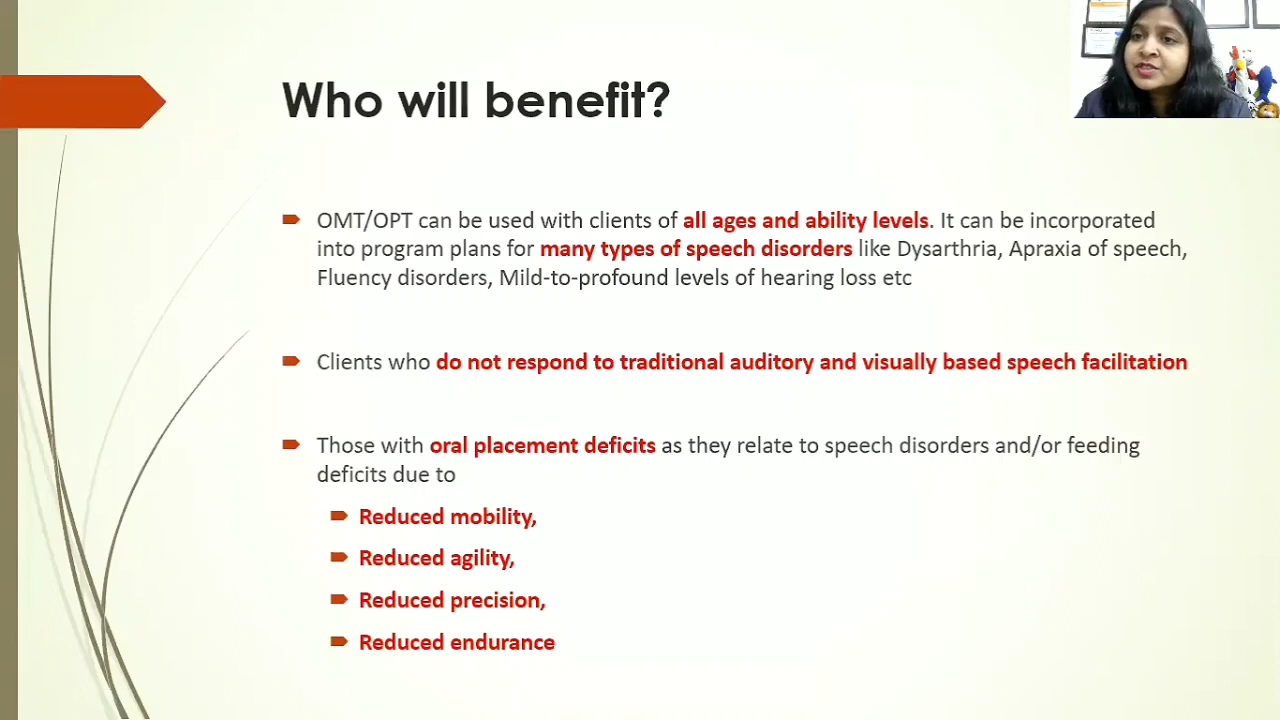 Who will benefit?
OMT/OPT can be used with clients of all ages and ability levels. It can be incorporated
into program plans for many types of speech disorders like Dysarthria, Apraxia of speech,
Fluency disorders, Mild-to-profound levels of hearing loss etc
Clients who do not respond to traditional auditory and visually based speech facilitation
Those with oral placement deficits as they relate to speech disorders and/or feeding
deficits due to
Reduced mobility,
Reduced agility,
Reduced precision,
Reduced endurance